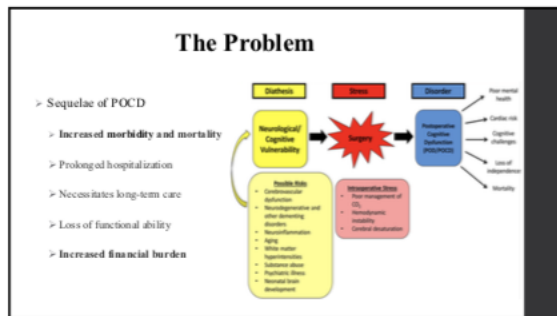 The Problem
➢ Sequelae of POCD
➢ Increased morbidity and mortality
➢ Prolonged hospitalization
➢ Necessitates long-term care
➢ Loss of functional ability
➢ Increased financial burden
Diathesis
Stress
Disorder
Neurological/
Cognitive
Vulnerability
Surgery
Postoperative
Cognitive
Dysfunction
(POD/POCD)
Poor mental
health
Cardiac risk
Cognitive
challenges
Loss of
independence
Mortality
Possible Risks:
• Cerebrovascular
dysfunction
• Neurodegenerative and
other dementing
disorders
• Neuroinflammation
• Aging
• White matter
hyperintensities
• Substance abuse
• Psychiatric illness
• Neonatal brain
development
Intraoperative Stress:
• Poor management of
CO₂
• Hemodynamic
instability
• Cerebral desaturation